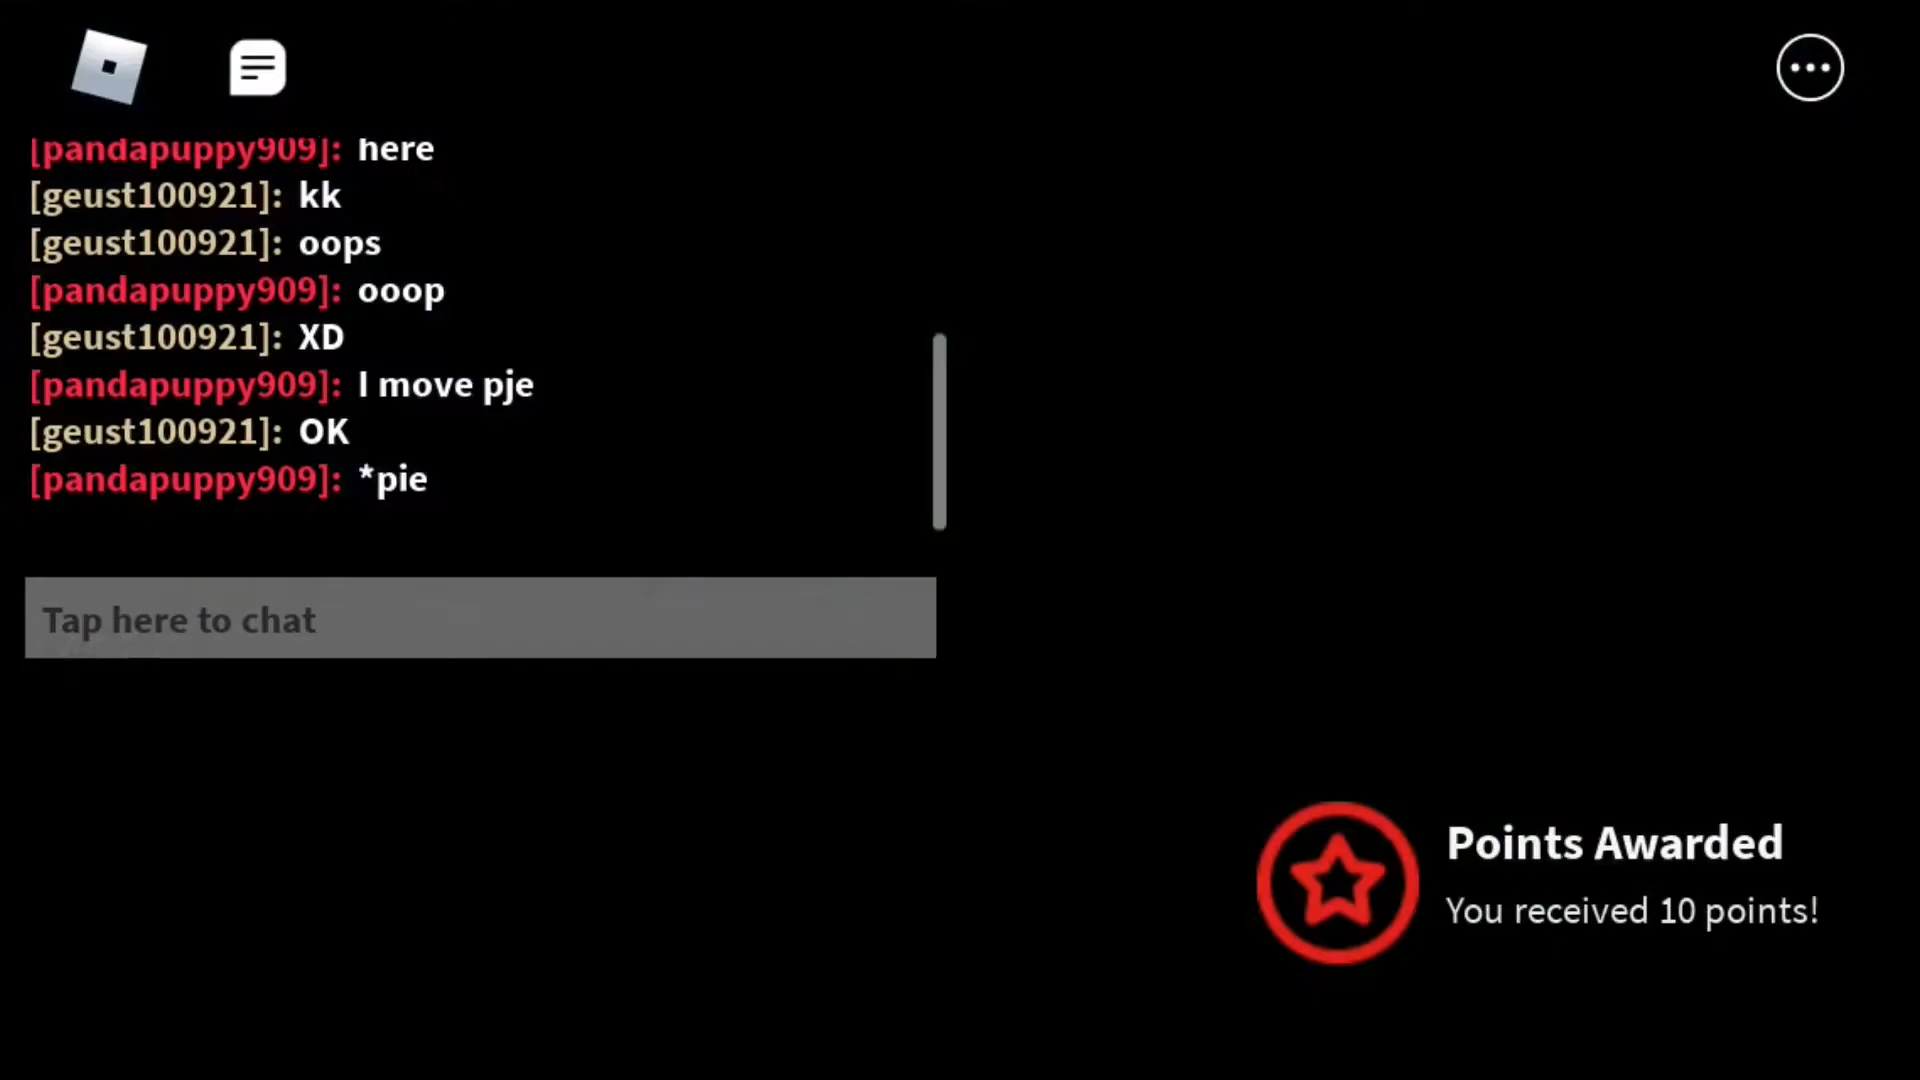 [pandapuppy909]: here
[geust100921]: kk
[geust100921]: oops
[pandapuppy909]: ooop
[geust100921]: XD
[pandapuppy909]: I move pje
[geust100921]: OK
[pandapuppy909]: *pie
Tap here to chat
Points Awarded
You received 10 points!